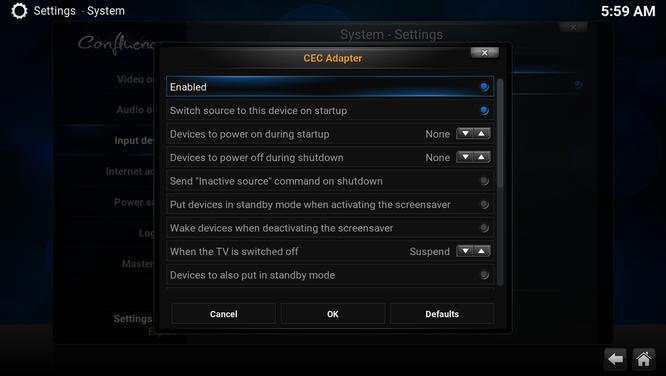 Settings - System
5:59 AM
System - Settings
Confluenc
CEC Adapter
Video o
Audio o
Input de
Internet a
Power s
Lo
Master
Settings
Enabled
Switch source to this device on startup
Devices to power on during startup None
Devices to power off during shutdown None
Send "Inactive source" command on shutdown
Put devices in standby mode when activating the screensaver
Wake devices when deactivating the screensaver
When the TV is switched off Suspend
Devices to also put in standby mode
Cancel OK Defaults